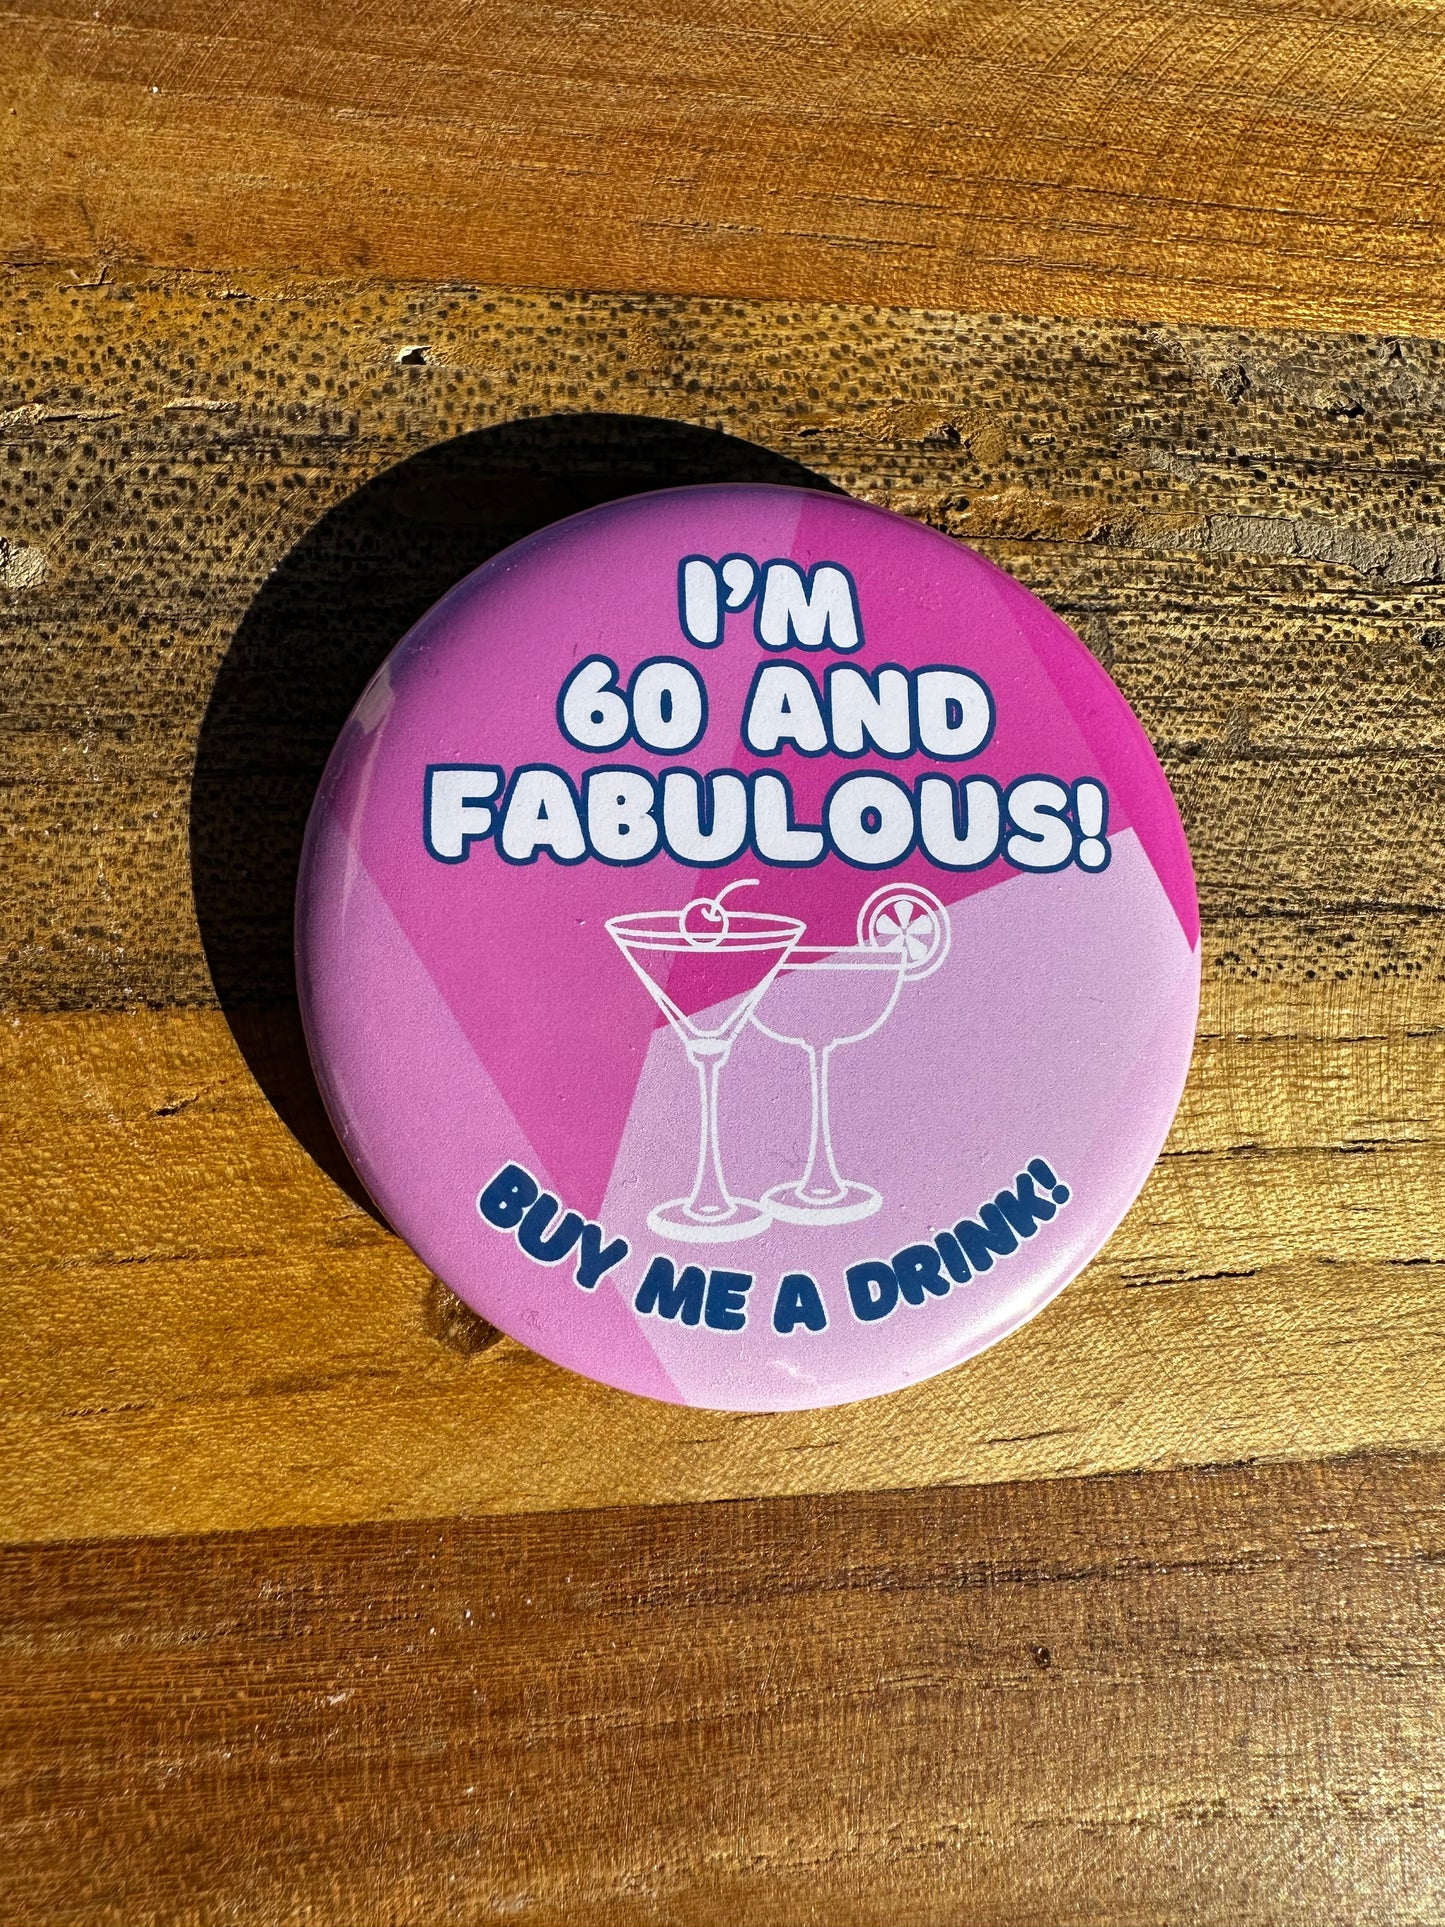 I'M
60 AND
FABULOUS!
BUY ME A DRINK!